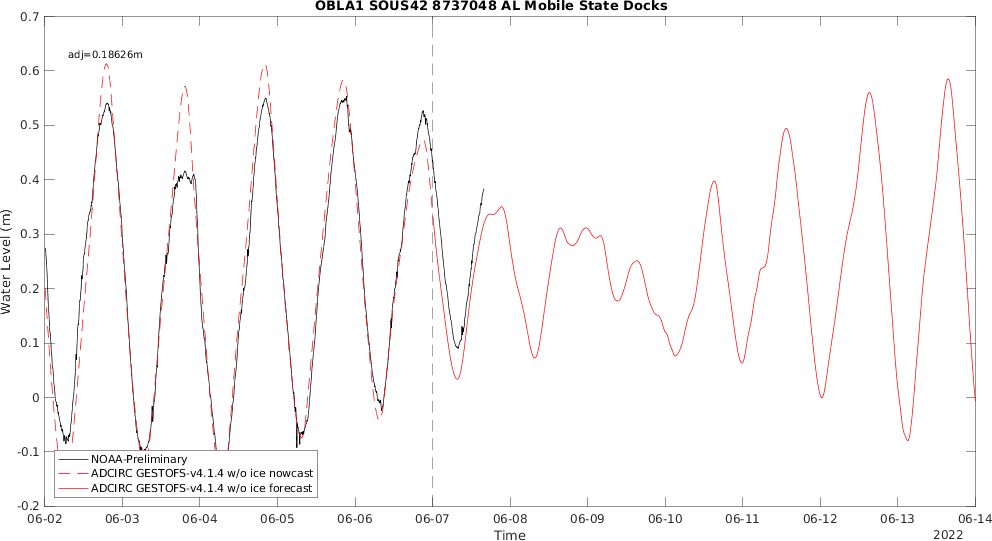 OBLA1 SOUS42 8737048 AL Mobile State Docks
adj=0.18626m
0.7
0.6
0.5
0.4
0.3
0.2
0.1
0
-0.1
-0.2
Water Level (m)
NOAA-Preliminary
ADCIRC GESTOFS-v4.1.4 w/o ice nowcast
ADCIRC GESTOFS-v4.1.4 w/o ice forecast
06-02 06-03 06-04 06-05 06-06 06-07 06-08 06-09 06-10 06-11 06-12 06-13 06-14
Time
2022